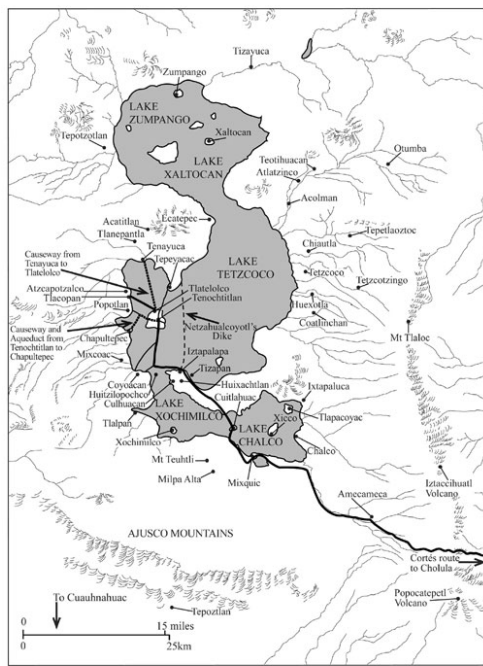 Tizayuca
Zumpango
LAKE
ZUMPANGO
Tepotzotlan
Xaltocan
Otumba
LAKE
XALTOCAN
Teotihuacan
Atlatzinco
Acolman
Acatitlan
Ecatepec
Tlanepantla
Tepetlaoztoc
Causeway from
Tenayuca to
Tlatelolco
Tenayuca
Chiautla
Tepeyacac
LAKE
TETZCOCO
Atzcapotzalco
Tlacopan
Tlatelolco
Tenochtitlan
Tetzcoco
Tetzcotzingo
Popotlan
Huexotla
Coatlinchan
Causeway and
Aqueduct from
Tenochtitlan to
Chapultepec
Chapultepec
Netzahualcoyotl's
Dike
Mt Tlaloc
Mixcoac
Iztapalapa
Tizapan
Coyoacan
Huitzilopochco
Culhuacan
Huixachtlan
Cuitlahuac
Ixtapaluca
LAKE
XOCHIMILCO
Xicco
Tlapacoyac
Tlalpan
LAKE
CHALCO
Xochimilco
Chalco
Mt Teuhtli
Milpa Alta
Mixquic
Iztaccihuatl
Volcano
Amecameca
AJUSCO MOUNTAINS
Cortés route
to Cholula
Popocatepetl
Volcano
To Cuauhnahuac
Tepoztlan
0
15 miles
0
25km